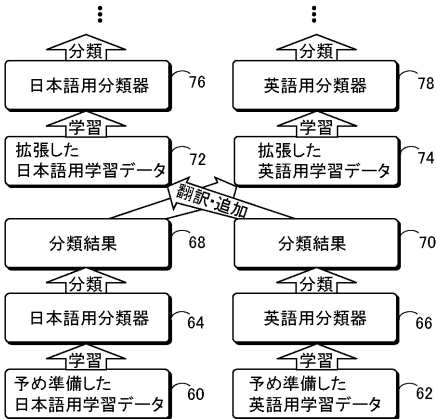 分類
分類
日本語用分類器
76
英語用分類器
78
学習
学習
拡張した
日本語用学習データ
72
拡張した
英語用学習データ
74
翻訳・追加
分類結果
68
分類結果
70
分類
分類
日本語用分類器
64
英語用分類器
66
学習
学習
予め準備した
日本語用学習データ
60
予め準備した
英語用学習データ
62